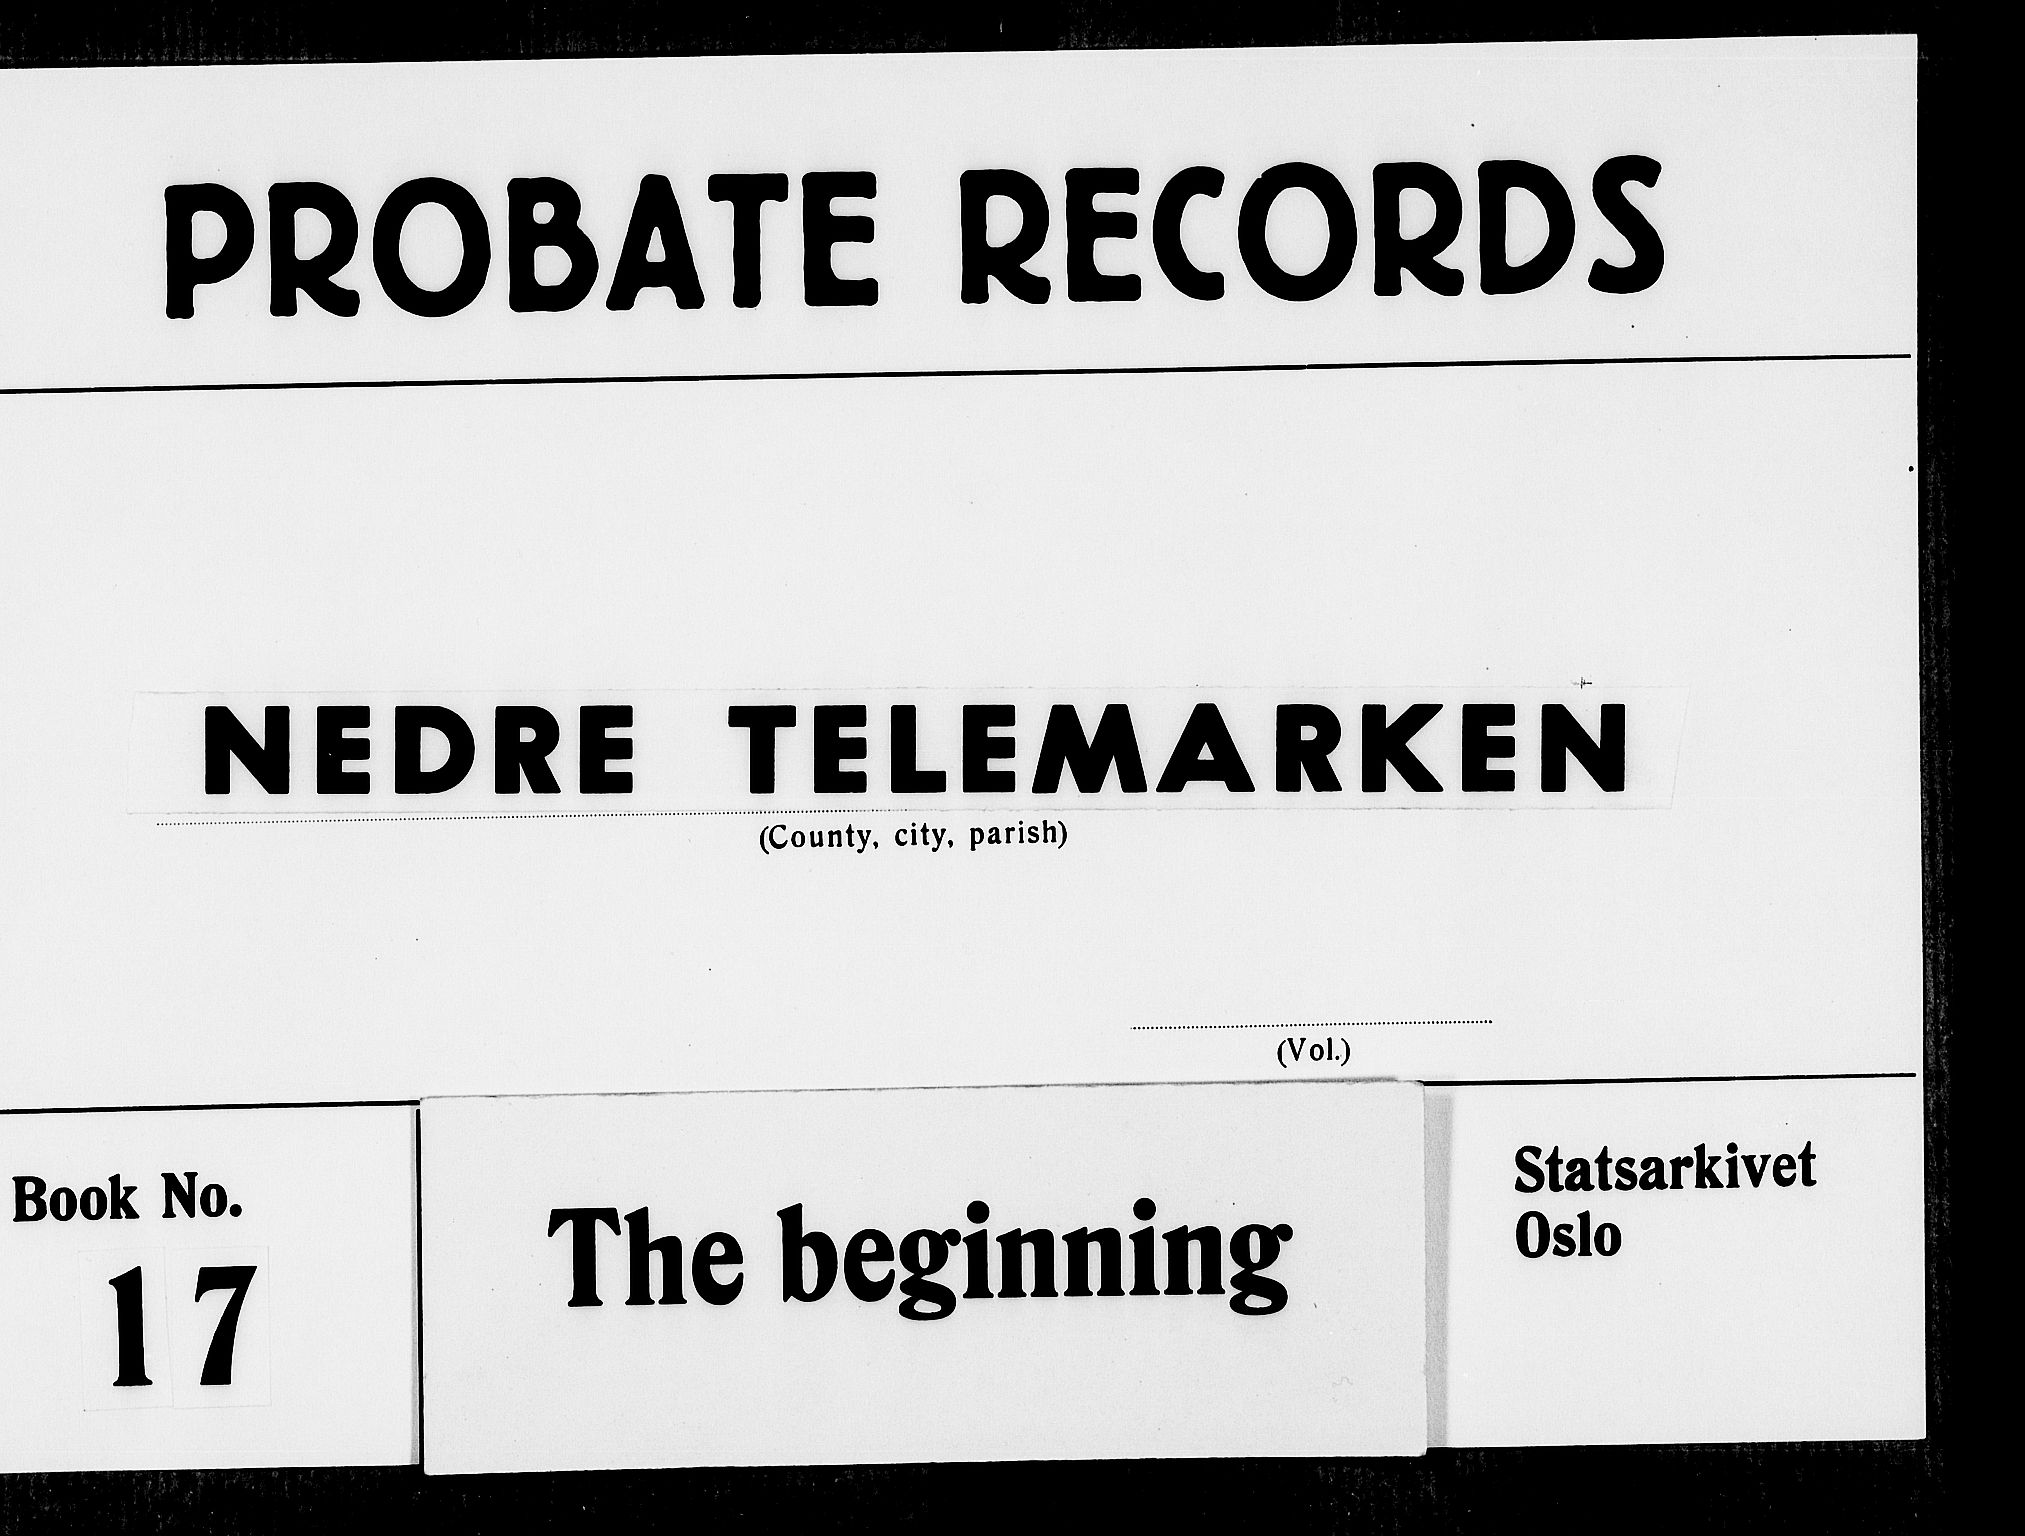 PROBATE RECORDS
NEDRE TELEMARKEN
(County, city, parish)
(Vol.)
Book No.
17
The beginning
Statsarkivet
Oslo